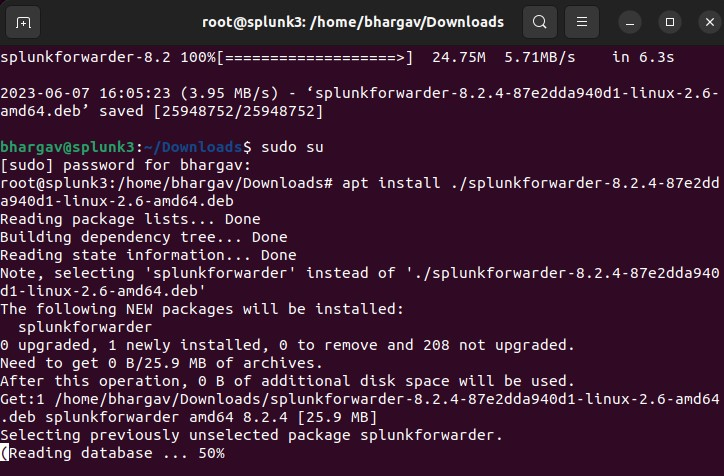 root@splunk3: /home/bhargav/Downloads
splunkforwarder-8.2 100%[===================>]  24.75M  5.71MB/s    in 6.3s
2023-06-07 16:05:23 (3.95 MB/s) - ‘splunkforwarder-8.2.4-87e2dda940d1-linux-2.6-
amd64.deb’ saved [25948752/25948752]
bhargav@splunk3:~/Downloads$ sudo su
[sudo] password for bhargav:
root@splunk3:/home/bhargav/Downloads# apt install ./splunkforwarder-8.2.4-87e2dd
a940d1-linux-2.6-amd64.deb
Reading package lists... Done
Building dependency tree... Done
Reading state information... Done
Note, selecting 'splunkforwarder' instead of './splunkforwarder-8.2.4-87e2dda940
d1-linux-2.6-amd64.deb'
The following NEW packages will be installed:
  splunkforwarder
0 upgraded, 1 newly installed, 0 to remove and 208 not upgraded.
Need to get 0 B/25.9 MB of archives.
After this operation, 0 B of additional disk space will be used.
Get:1 /home/bhargav/Downloads/splunkforwarder-8.2.4-87e2dda940d1-linux-2.6-amd64
.deb splunkforwarder amd64 8.2.4 [25.9 MB]
Selecting previously unselected package splunkforwarder.
(Reading database ... 50%